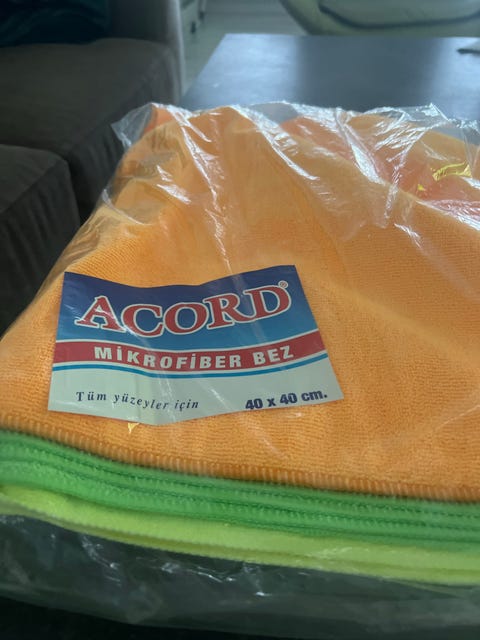 ACORD®
MİKROFİBER BEZ
Tüm yüzeyler için
40 x 40 cm.